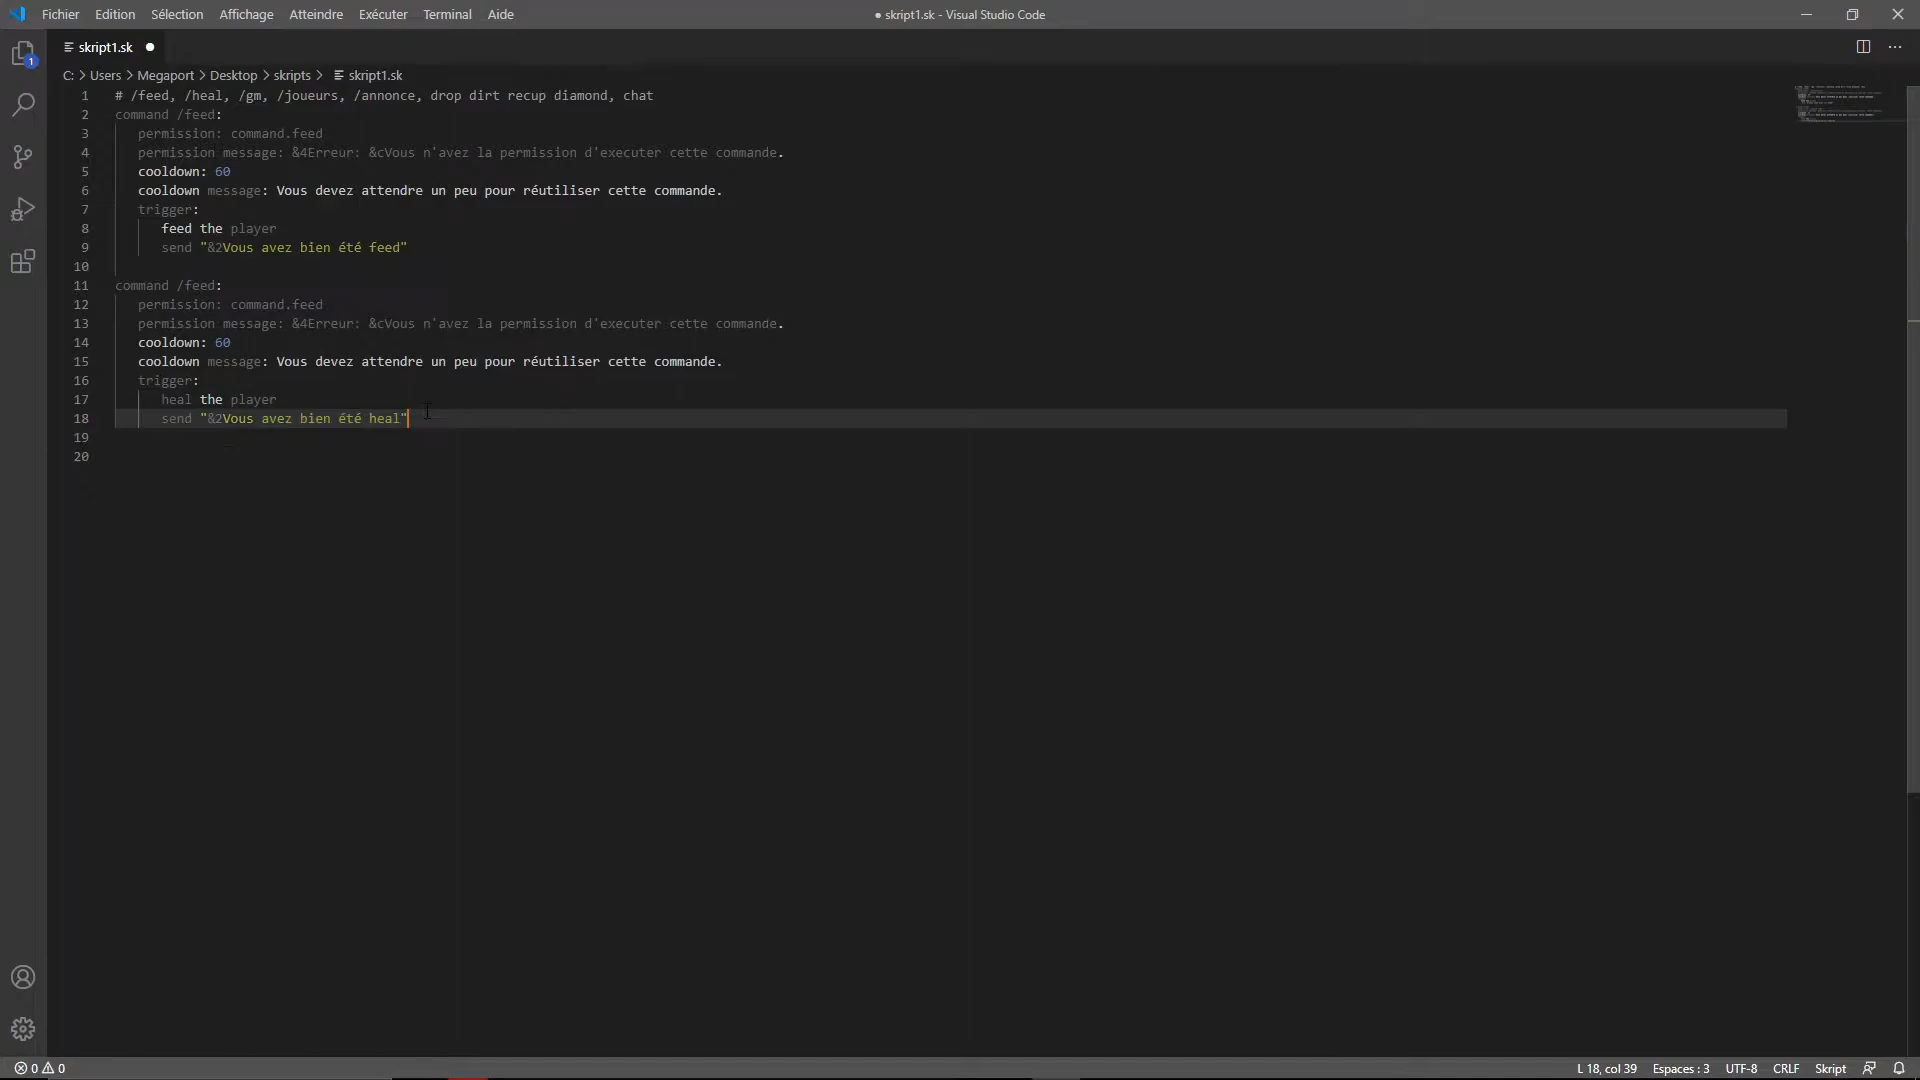 Fichier Edition Sélection Affichage Atteindre Exécuter Terminal Aide
● skript1.sk - Visual Studio Code
skript1.sk
C: > Users > Megaport > Desktop > skripts > skript1.sk
1 # /feed, /heal, /gm, /joueurs, /annonce, drop dirt recup diamond, chat
2 command /feed:
3 permission: command.feed
4 permission message: &4Erreur: &cVous n'avez la permission d'executer cette commande.
5 cooldown: 60
6 cooldown message: Vous devez attendre un peu pour réutiliser cette commande.
7 trigger:
8 feed the player
9 send "&2Vous avez bien été feed"
10
11 command /feed:
12 permission: command.feed
13 permission message: &4Erreur: &cVous n'avez la permission d'executer cette commande.
14 cooldown: 60
15 cooldown message: Vous devez attendre un peu pour réutiliser cette commande.
16 trigger:
17 heal the player
18 send "&2Vous avez bien été heal"
19
20
1
0 0
L 18, col 39 Espaces : 3 UTF-8 CRLF Skript